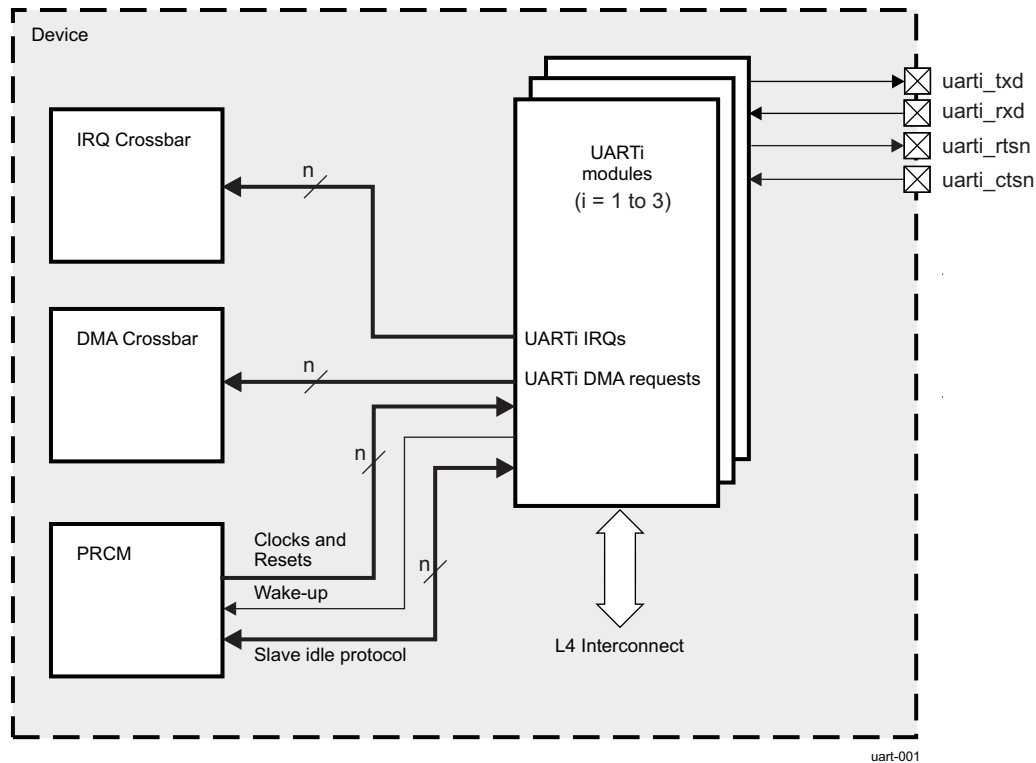 Device
IRQ Crossbar
n
UARTi
modules
(i = 1 to 3)
uarti_txd
uarti_rxd
uarti_rtsn
uarti_ctsn
DMA Crossbar
n
UARTi IRQs
UARTi DMA requests
n
PRCM
Clocks and
Resets
n
Wake-up
Slave idle protocol
L4 Interconnect
uart-001